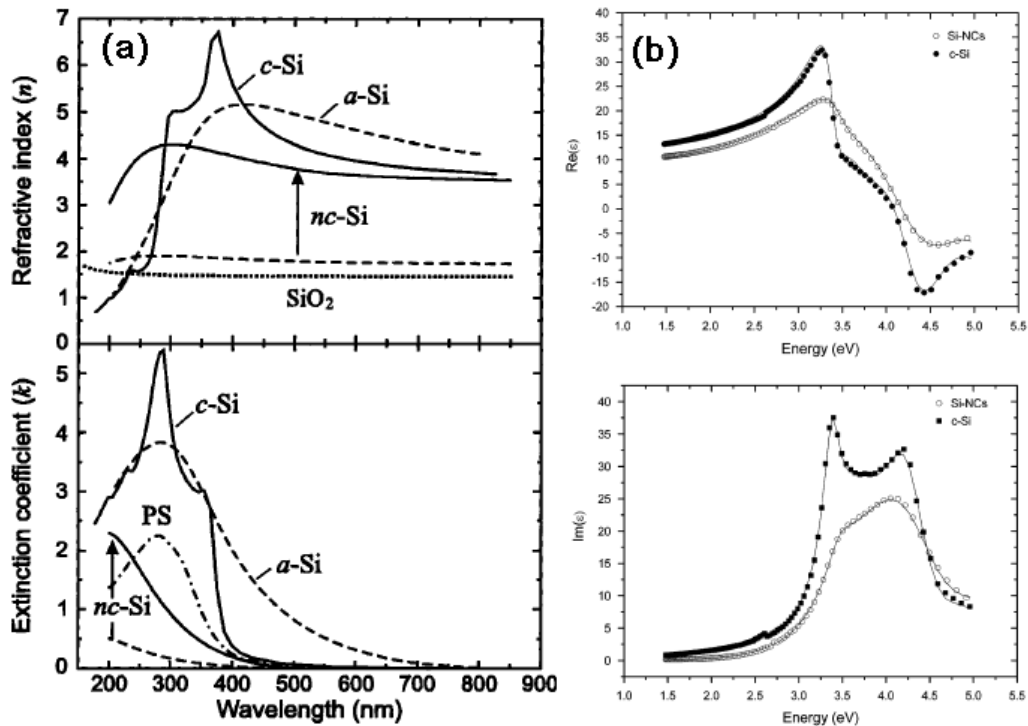 (a)
7
6
5
4
3
2
1
0
Refractive index (n)
c-Si
a-Si
nc-Si
SiO2
5
4
3
2
1
0
Extinction coefficient (k)
c-Si
PS
a-Si
nc-Si
200 300 400 500 600 700 800 900
Wavelength (nm)
(b)
40
35
30
25
20
15
10
5
0
-5
-10
-15
-20
Re(ε)
Si-NCs
c-Si
1.0 1.5 2.0 2.5 3.0 3.5 4.0 4.5 5.0 5.5
Energy (eV)
40
35
30
25
20
15
10
5
0
Im(ε)
Si-NCs
c-Si
1.0 1.5 2.0 2.5 3.0 3.5 4.0 4.5 5.0 5.5
Energy (eV)